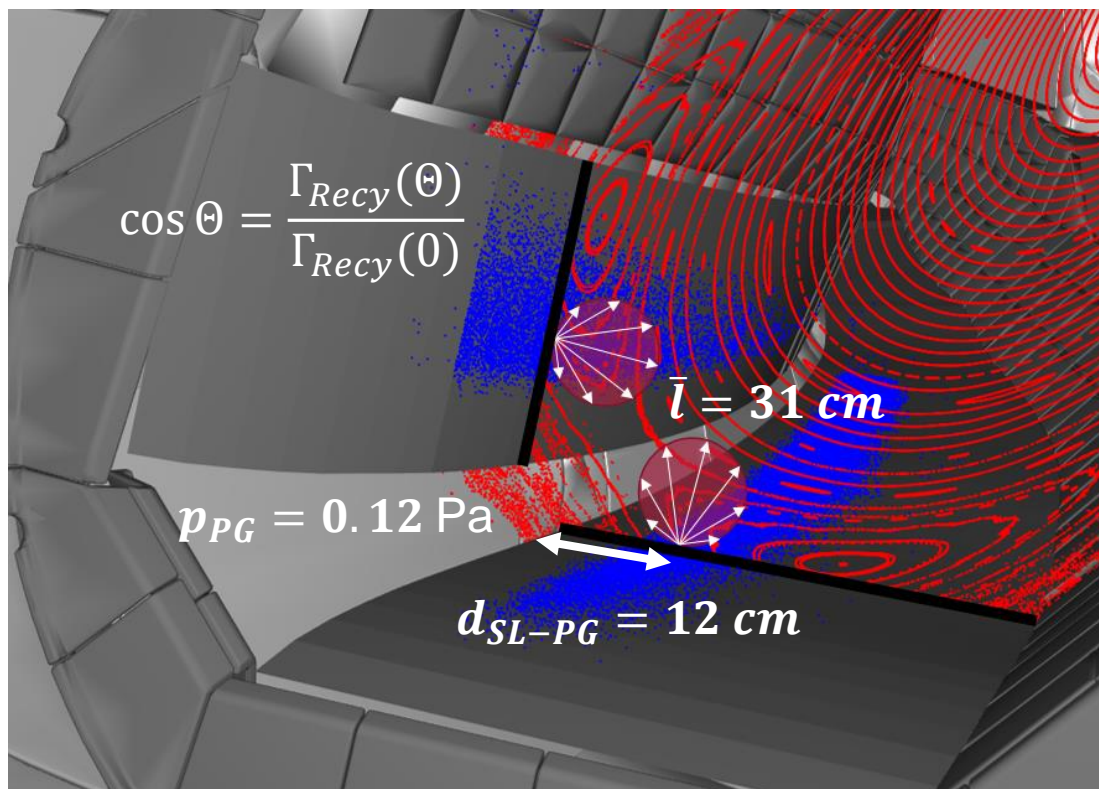 cos Θ = Γ_Recy(Θ) / Γ_Recy(0)
l̄ = 31 cm
p_PG = 0.12 Pa
d_SL−PG = 12 cm